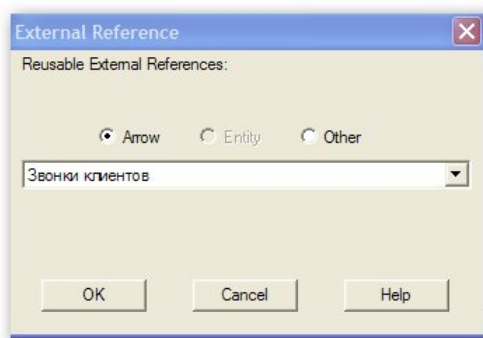 External Reference
Reusable External References:
Arrow Entity Other
Звонки клиентов
OK Cancel Help